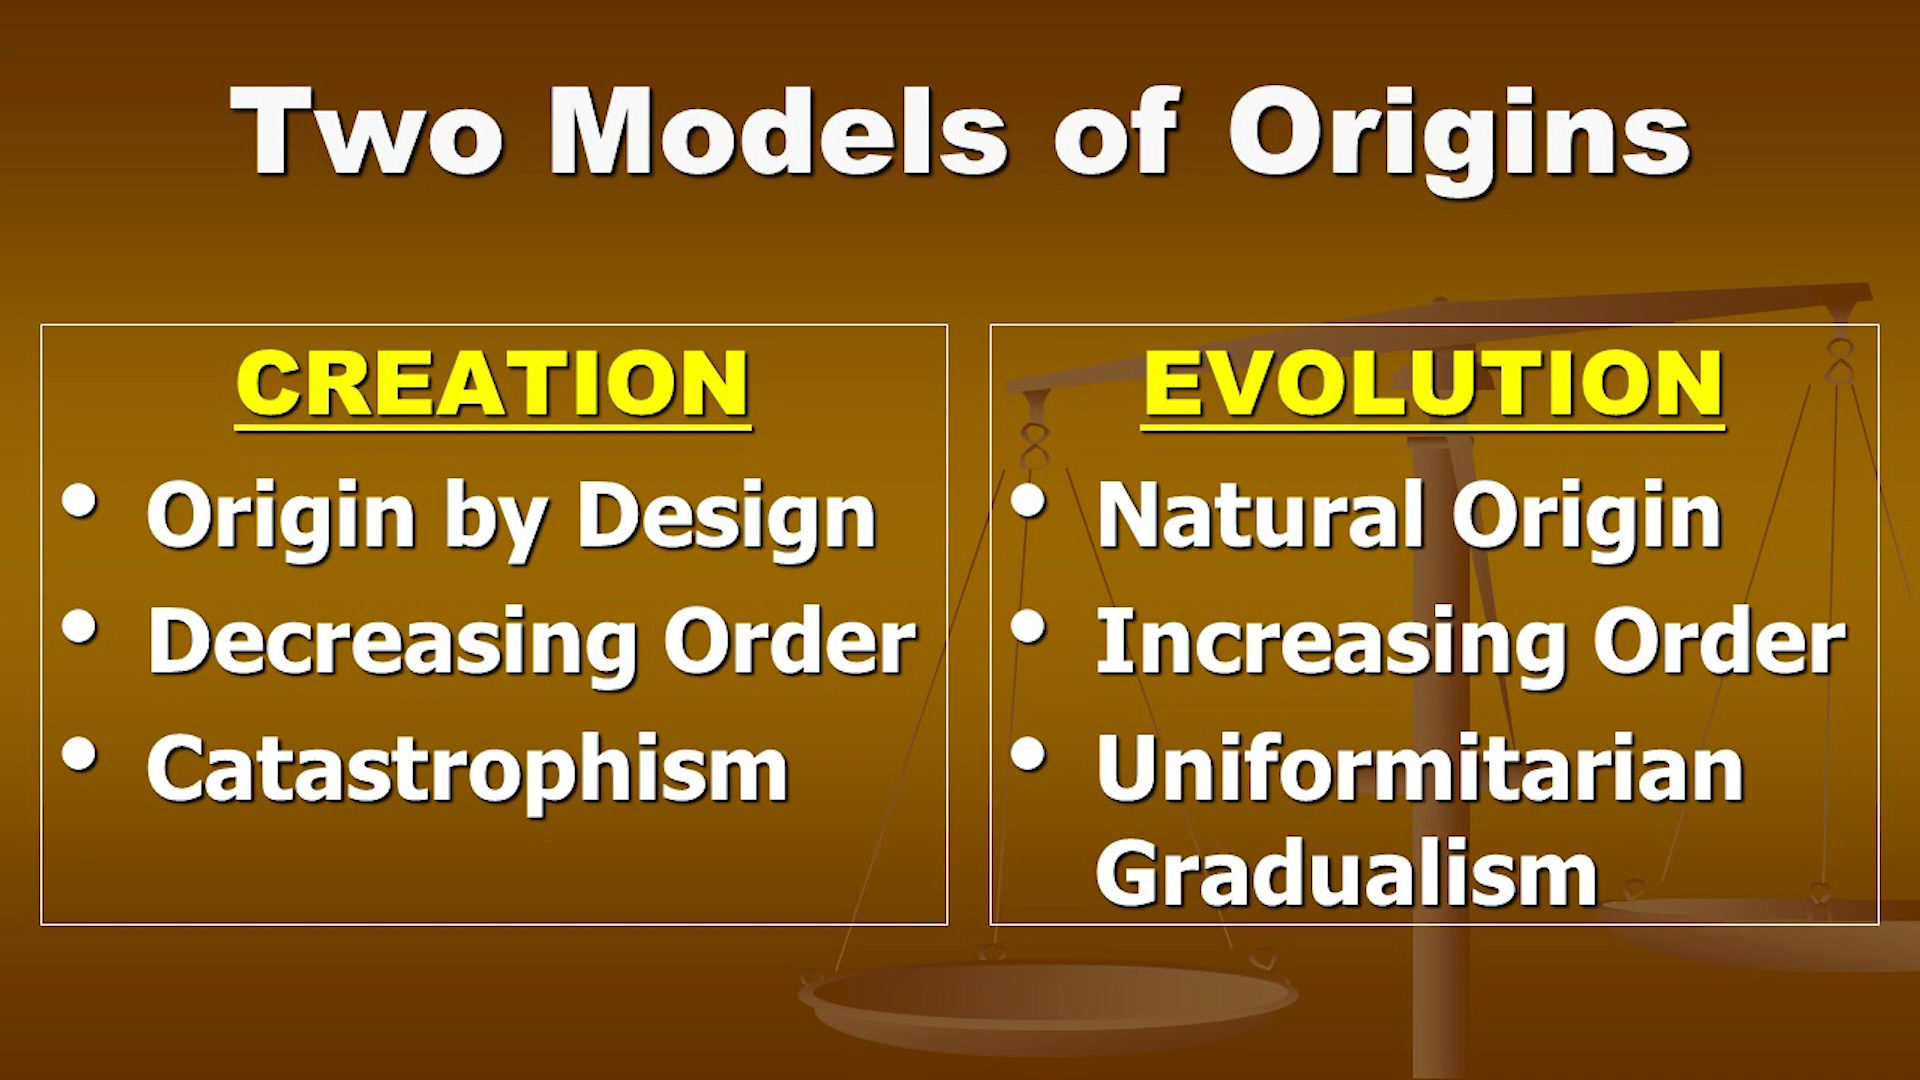 Two Models of Origins
CREATION
• Origin by Design
• Decreasing Order
• Catastrophism
EVOLUTION
• Natural Origin
• Increasing Order
• Uniformitarian
Gradualism